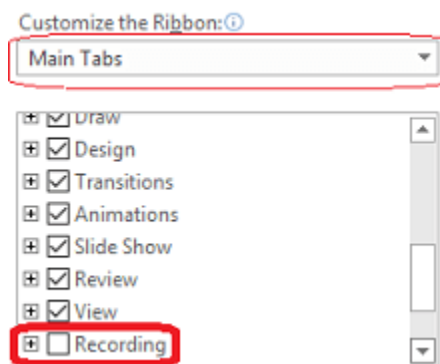 Customize the Ribbon:
Main Tabs
Draw
Design
Transitions
Animations
Slide Show
Review
View
Recording